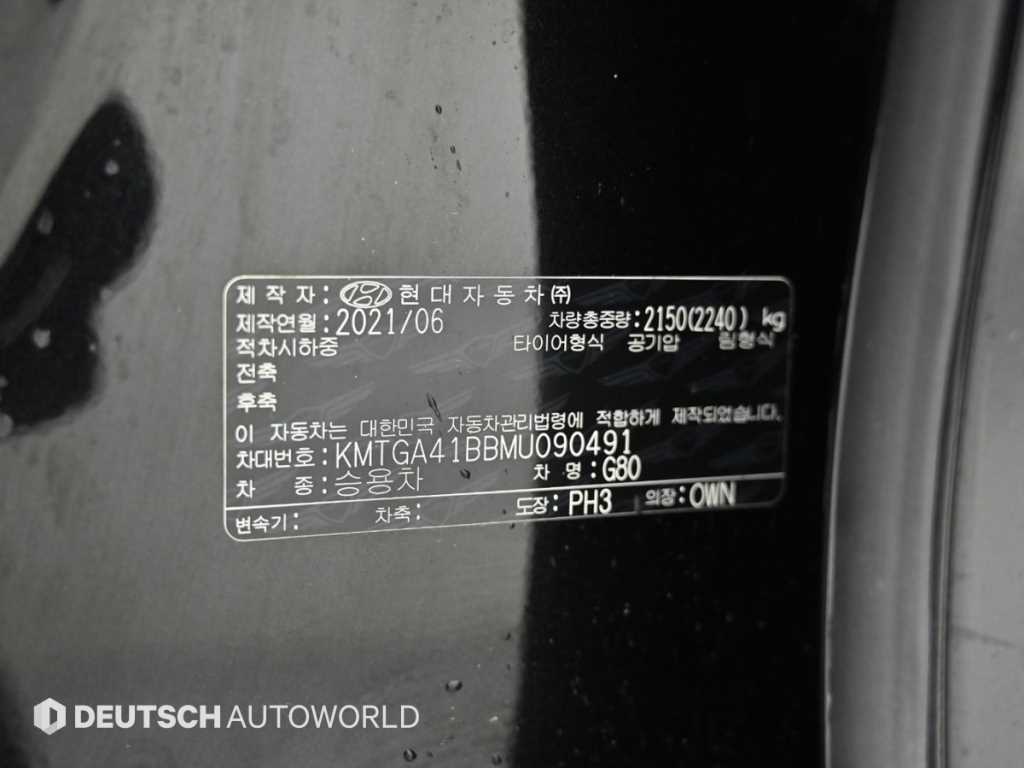 제 작 자 : 현대자동차㈜
제작연월 : 2021/06 차량총중량 : 2150(2240) kg
적차시하중 타이어형식 공기압 림형식
전축
후축
이 자동차는 대한민국 자동차관리법령에 적합하게 제작되었습니다.
차대번호 : KMTGA41BBMU090491
차 종 : 승용차 차 명 : G80
변속기 : 차축 : 도장 : PH3 의장 : OWN
DEUTSCH AUTOWORLD